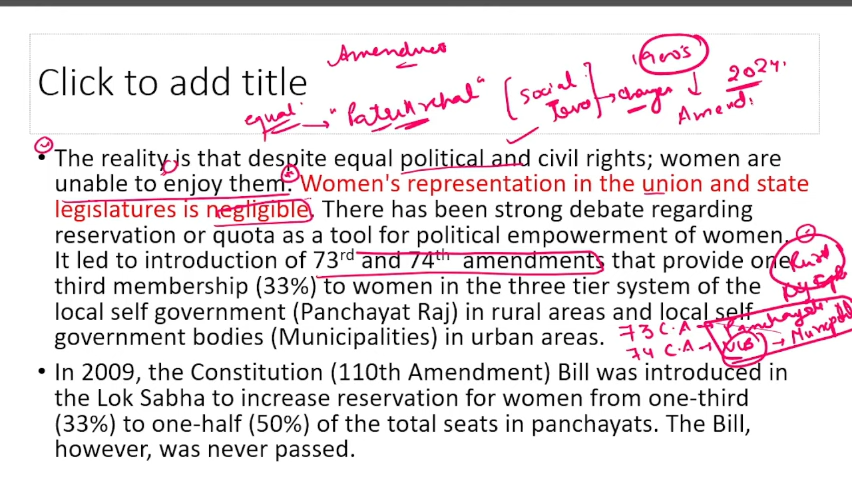 Amendmes
1990's
2024.
Click to add title
"Patriarchal"
[social
changes
Amend.
equal
• The reality is that despite equal political and civil rights; women are
unable to enjoy them. Women's representation in the union and state
legislatures is negligible. There has been strong debate regarding
reservation or quota as a tool for political empowerment of women.
It led to introduction of 73rd and 74th amendments that provide one
third membership (33%) to women in the three tier system of the
local self government (Panchayat Raj) in rural areas and local self
government bodies (Municipalities) in urban areas.
73 C.A → Panchayati
74 C.A → ULB →
• In 2009, the Constitution (110th Amendment) Bill was introduced in
the Lok Sabha to increase reservation for women from one-third
(33%) to one-half (50%) of the total seats in panchayats. The Bill,
however, was never passed.